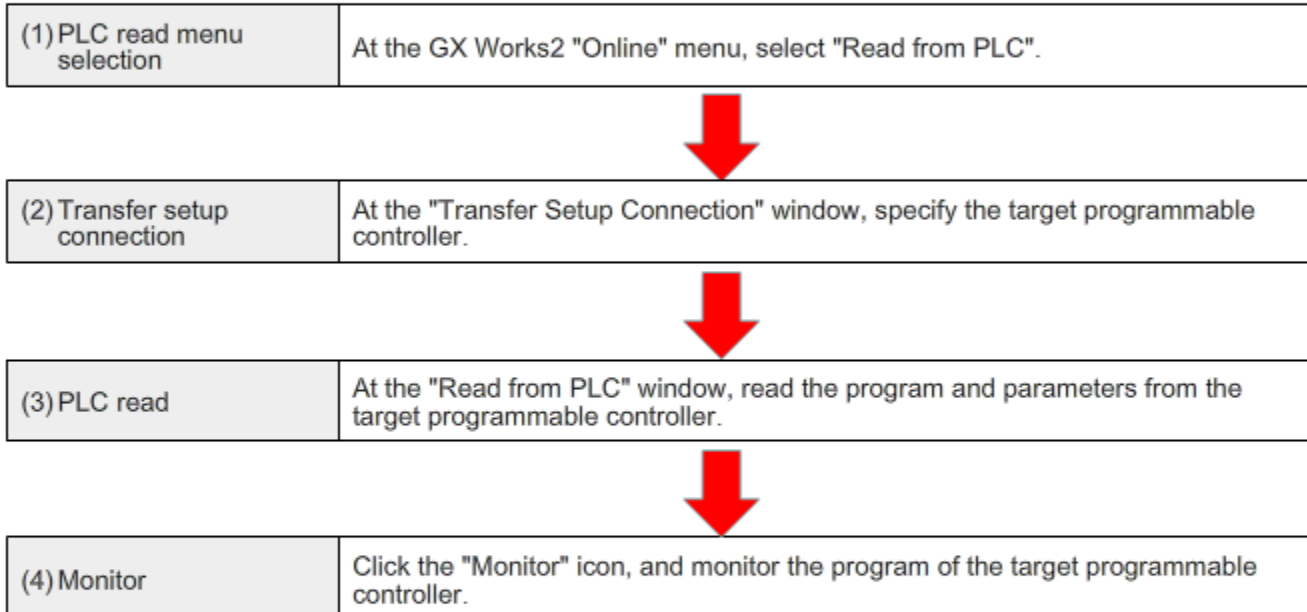 (1) PLC read menu
selection
At the GX Works2 "Online" menu, select "Read from PLC".
(2) Transfer setup
connection
At the "Transfer Setup Connection" window, specify the target programmable
controller.
(3) PLC read
At the "Read from PLC" window, read the program and parameters from the
target programmable controller.
(4) Monitor
Click the "Monitor" icon, and monitor the program of the target programmable
controller.